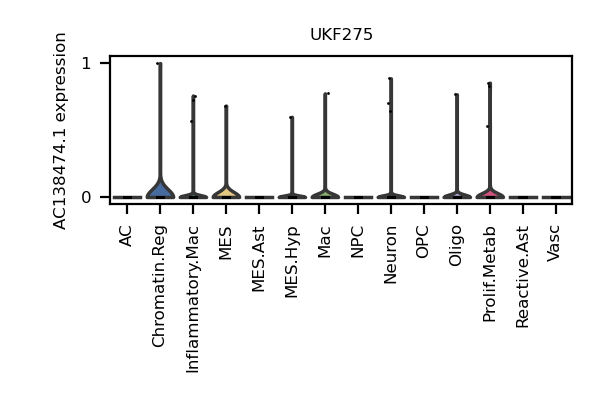 UKF275
AC138474.1 expression
1
0
AC
Chromatin.Reg
Inflammatory.Mac
MES
MES.Ast
MES.Hyp
Mac
NPC
Neuron
OPC
Oligo
Prolif.Metab
Reactive.Ast
Vasc